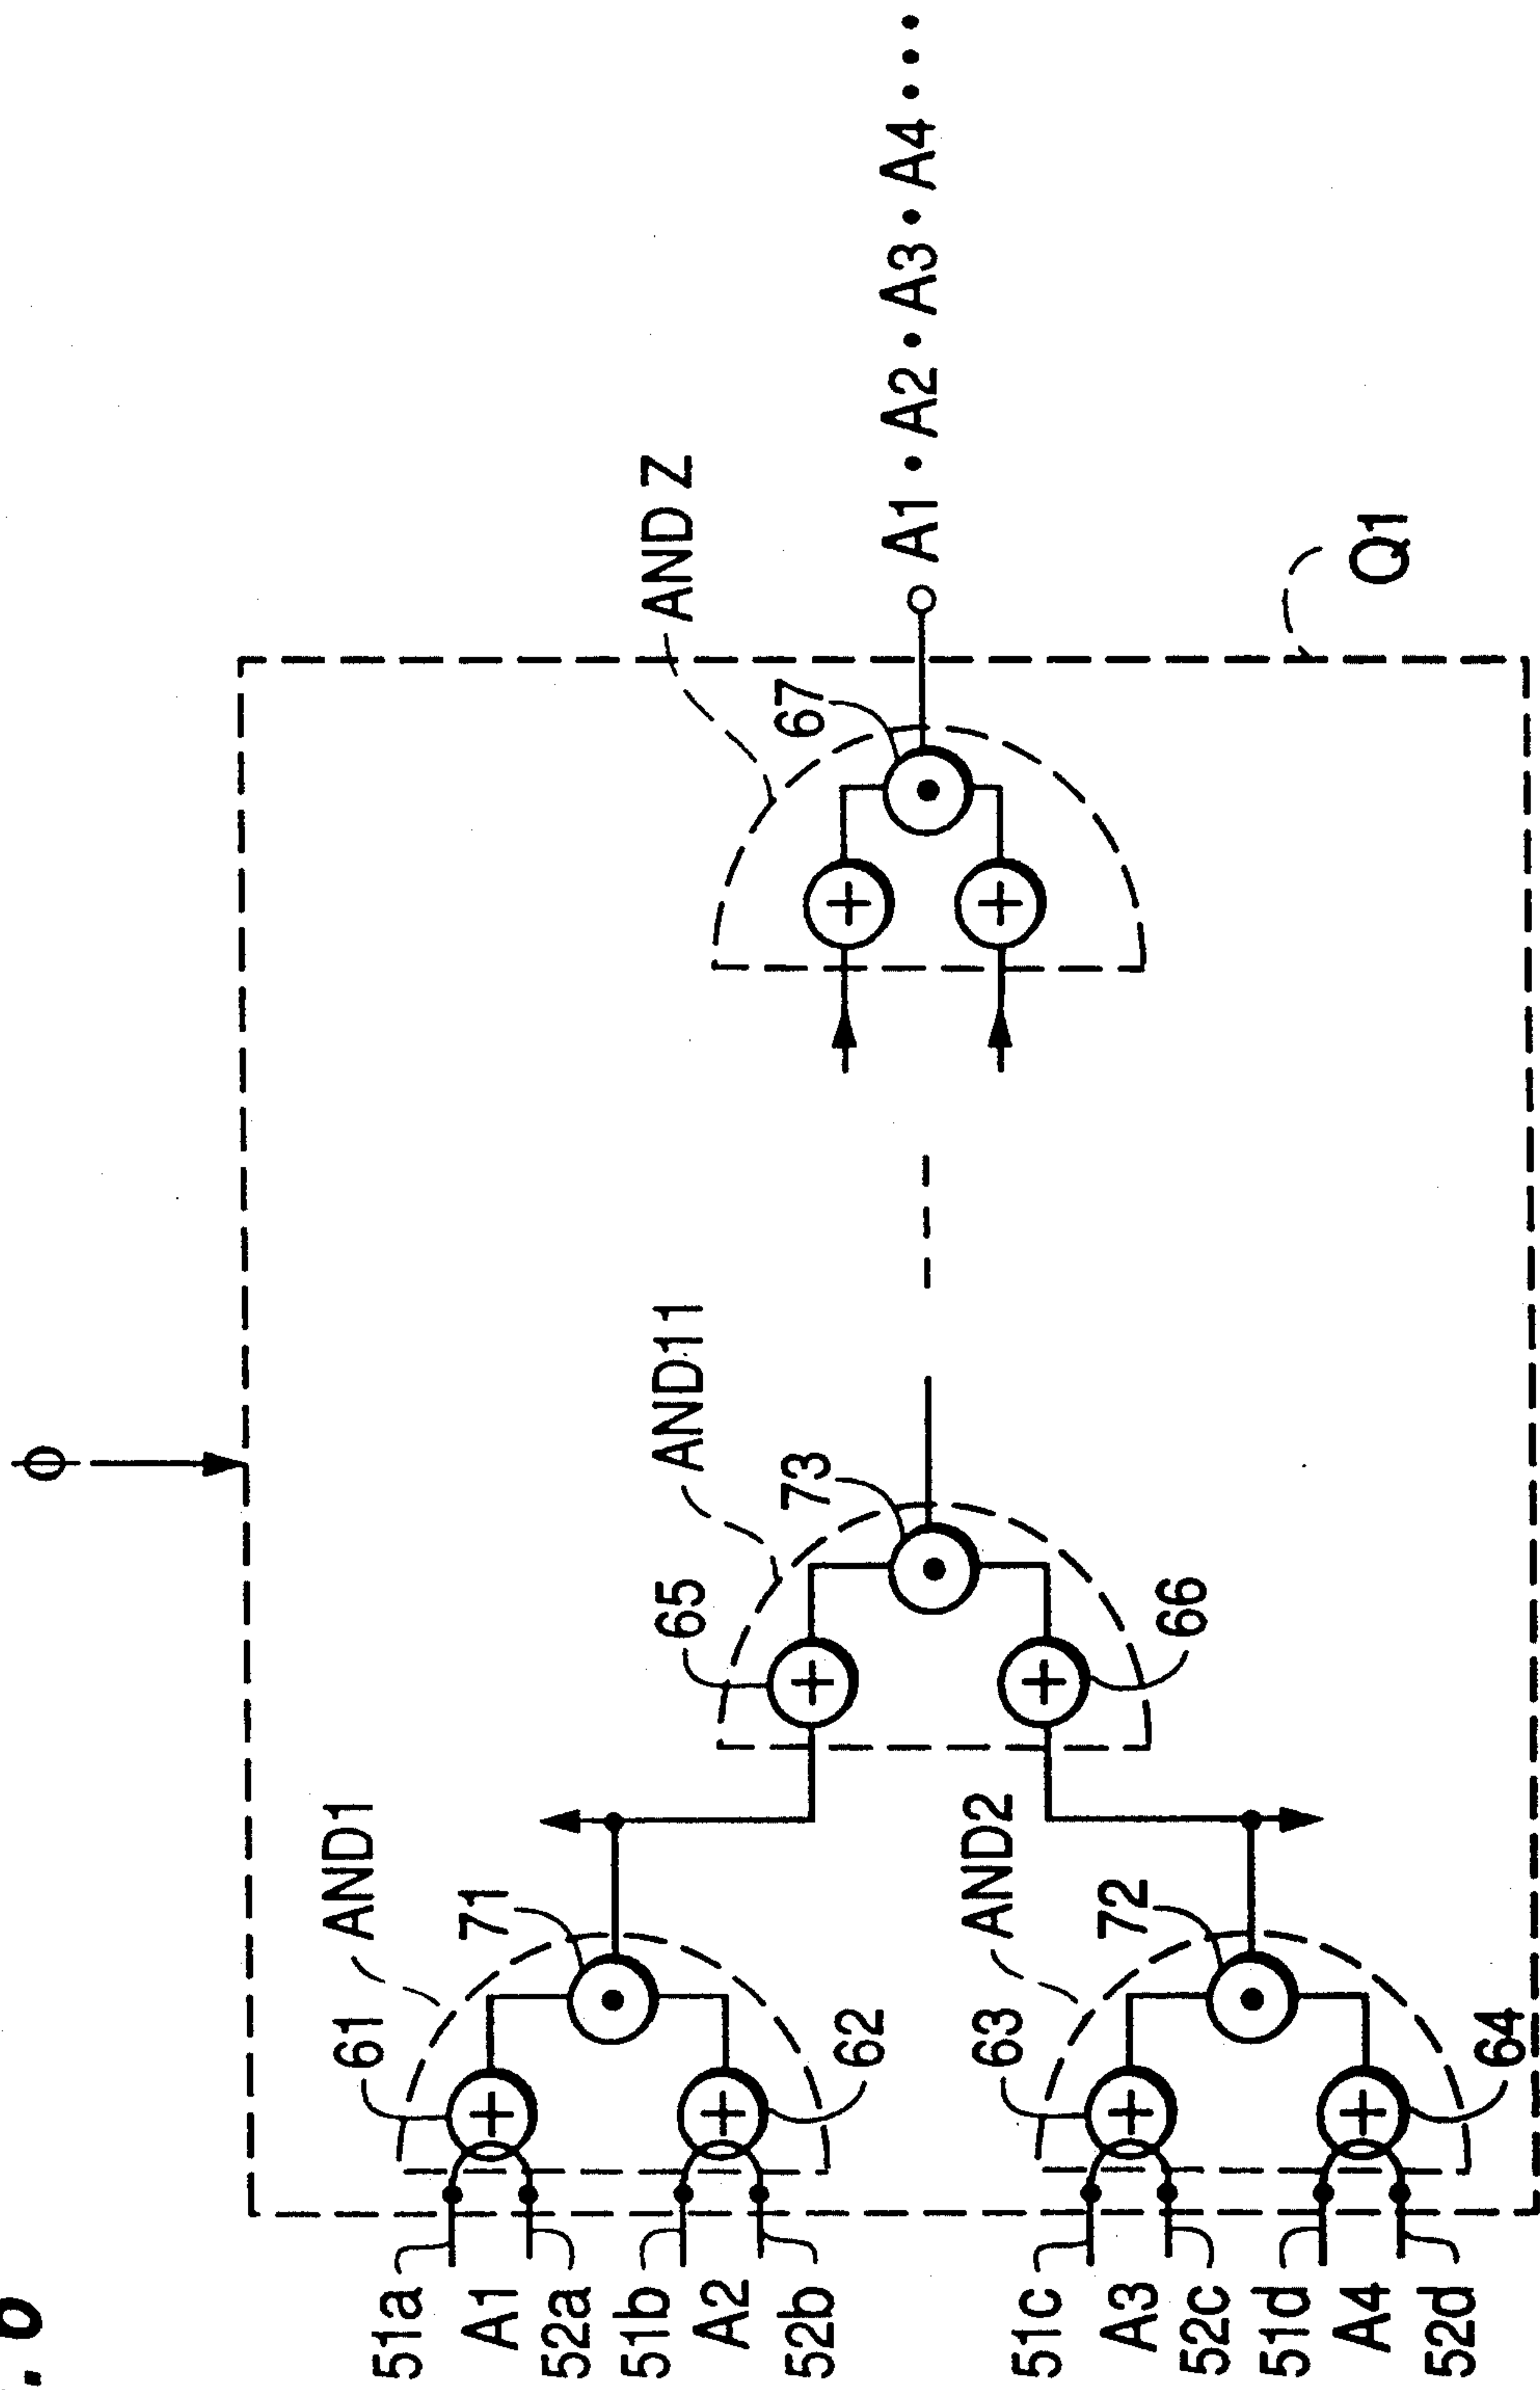 φ
AND1
61
71
62
AND2
63
72
64
AND11
65
73
66
AND Z
67
51a
A1
52a
51b
A2
52b
51c
A3
52c
51d
A4
52d
A1 • A2 • A3 • A4 • • •
Q1